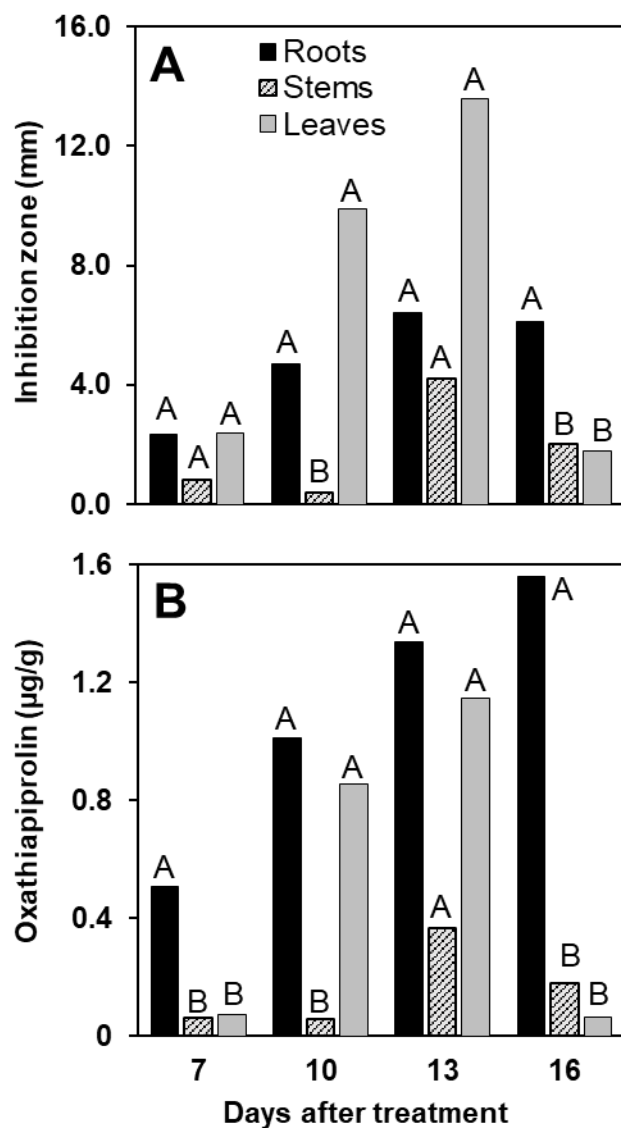 16.0
12.0
8.0
4.0
0.0
Inhibition zone (mm)
A
Roots
Stems
Leaves
A A A
A B A
A A A
A B B
1.6
1.2
0.8
0.4
0
Oxathiapiprolin (µg/g)
B
A B B
A B A
A A A
A B B
7 10 13 16
Days after treatment